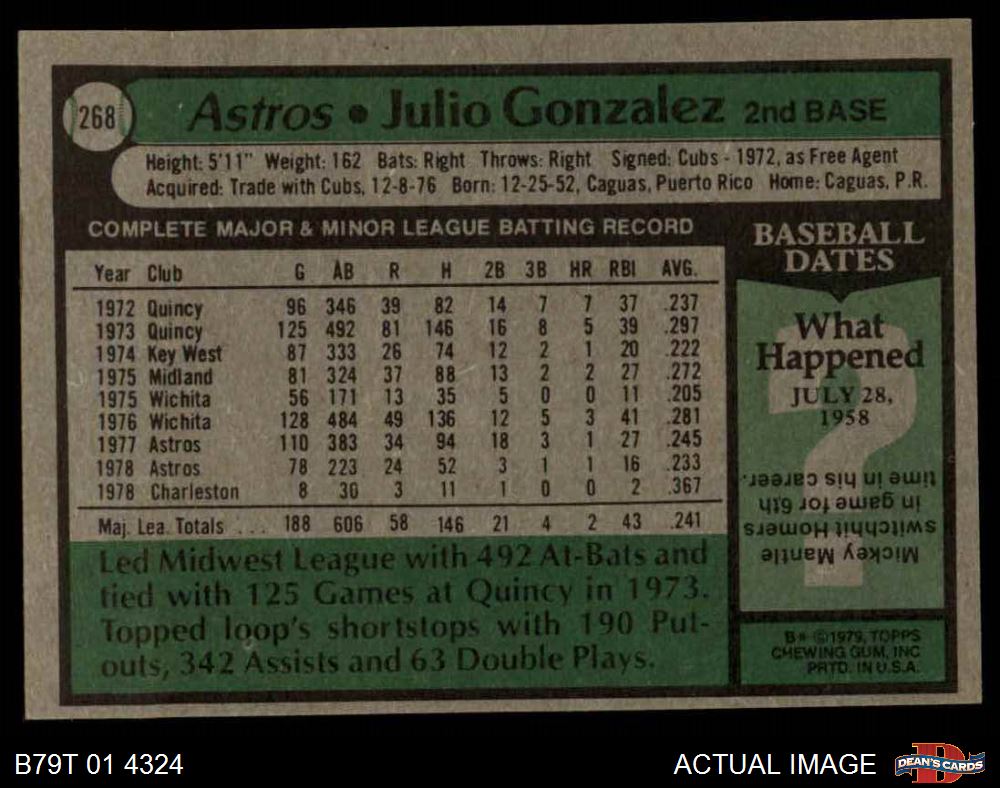 268
Astros • Julio Gonzalez 2nd BASE
Height: 5'11" Weight: 162 Bats: Right Throws: Right Signed: Cubs - 1972, as Free Agent
Acquired: Trade with Cubs, 12-8-76 Born: 12-25-52, Caguas, Puerto Rico Home: Caguas, P.R.
COMPLETE MAJOR & MINOR LEAGUE BATTING RECORD
Year Club G AB R H 2B 3B HR RBI AVG.
1972 Quincy 96 346 39 82 14 7 7 37 .237
1973 Quincy 125 492 81 146 16 8 5 39 .297
1974 Key West 87 333 26 74 12 2 1 20 .222
1975 Midland 81 324 37 88 13 2 2 27 .272
1975 Wichita 56 171 13 35 5 0 0 11 .205
1976 Wichita 128 484 49 136 12 5 3 41 .281
1977 Astros 110 383 34 94 18 3 1 27 .245
1978 Astros 78 223 24 52 3 1 1 16 .233
1978 Charleston 8 30 3 11 1 0 0 2 .367
Maj. Lea. Totals ... 188 606 58 146 21 4 2 43 .241
Led Midwest League with 492 At-Bats and
tied with 125 Games at Quincy in 1973.
Topped loop's shortstops with 190 Put-
outs, 342 Assists and 63 Double Plays.
BASEBALL
DATES
What
Happened
JULY 28,
1958
?
Mickey Mantle
switchhit Homers
in game for 6th
time in his career.
B* ©1979, TOPPS
CHEWING GUM, INC
PRTD. IN U.S.A.
B79T 01 4324
ACTUAL IMAGE
D
DEAN'S CARDS